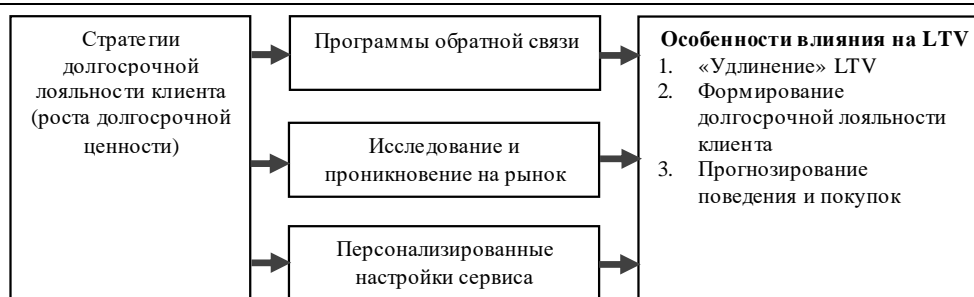 Стратегии
долгосрочной
лояльности клиента
(роста долгосрочной
ценности)
Программы обратной связи
Исследование и
проникновение на рынок
Персонализированные
настройки сервиса
Особенности влияния на LTV
1. «Удлинение» LTV
2. Формирование
долгосрочной лояльности
клиента
3. Прогнозирование
поведения и покупок